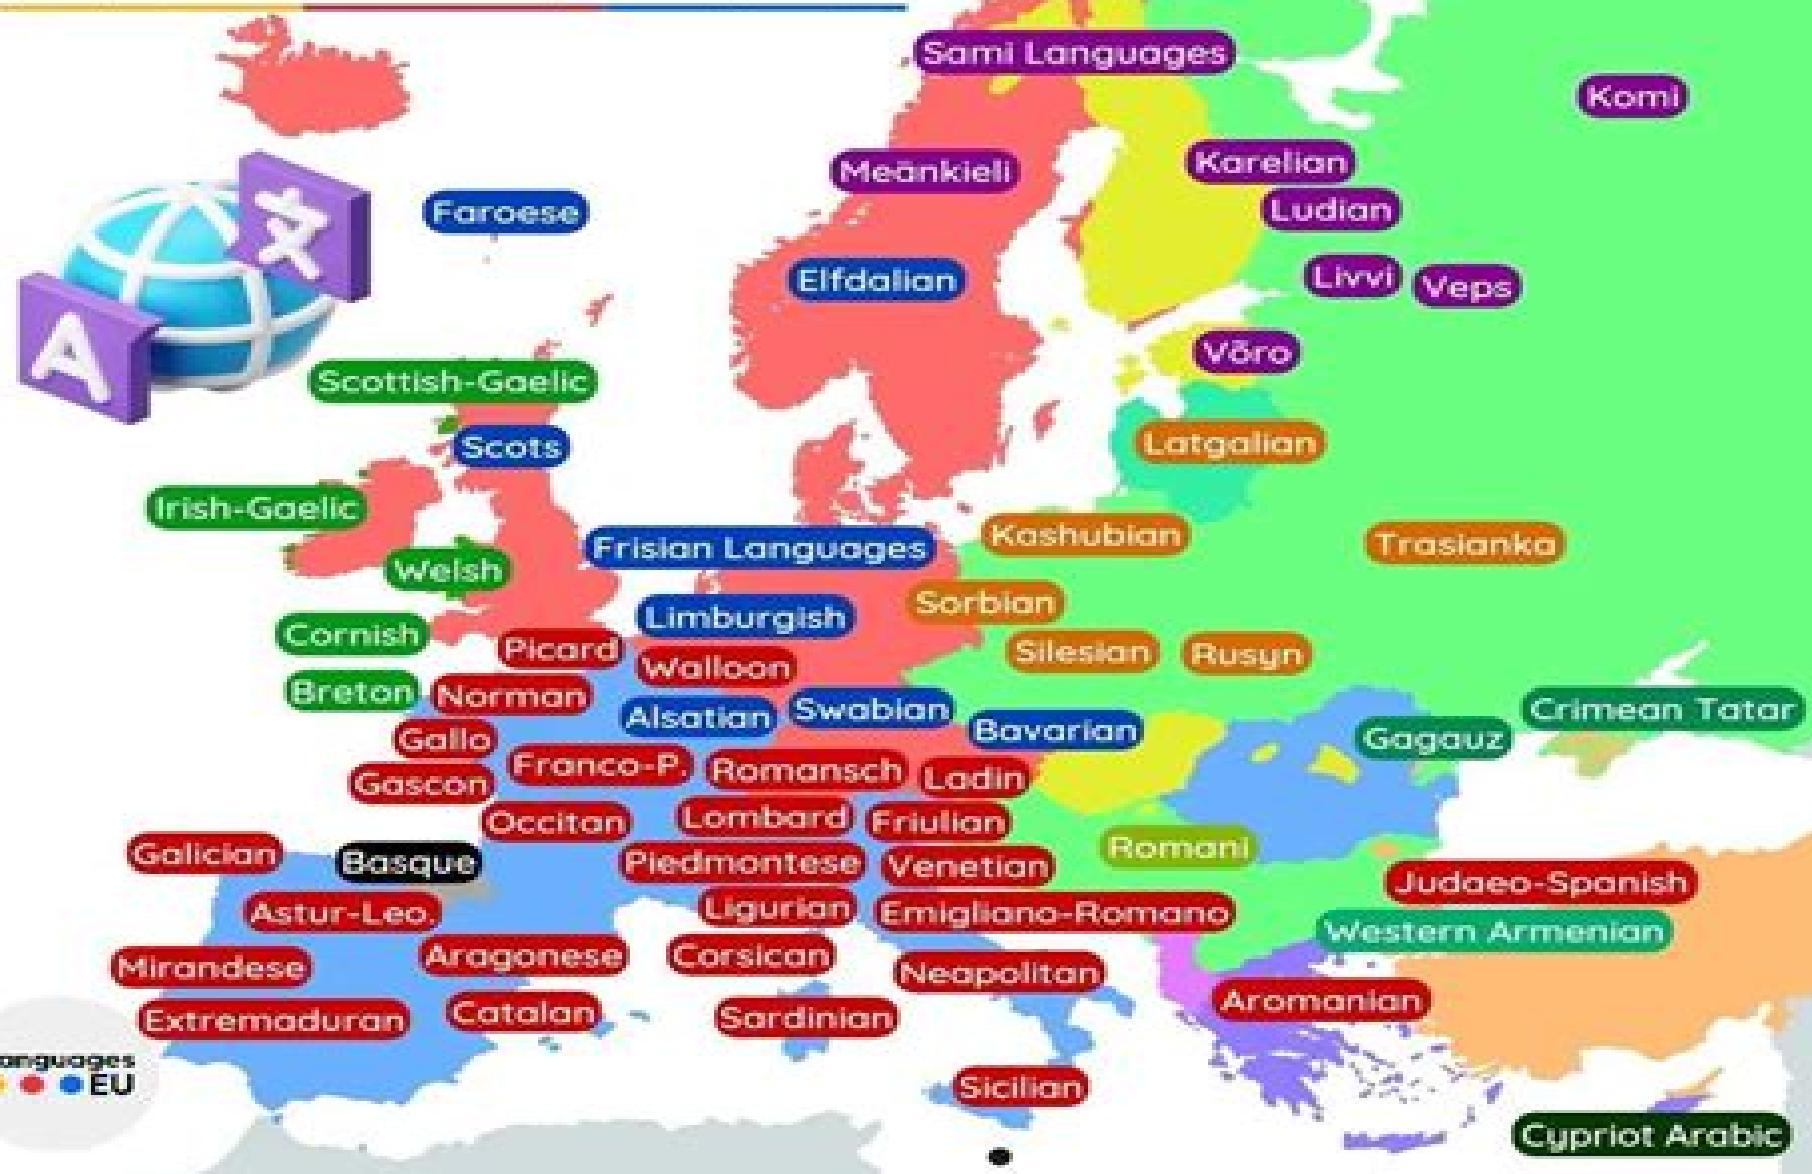 Sami Languages
Komi
Meänkieli
Karelian
Faroese
Ludian
文
Elfdalian
Livvi
Veps
A
Võro
Scottish-Gaelic
Scots
Latgalian
Irish-Gaelic
Welsh
Frisian Languages
Kashubian
Trasianka
Sorbian
Limburgish
Cornish
Picard
Walloon
Silesian
Rusyn
Breton
Norman
Alsatian
Swabian
Bavarian
Crimean Tatar
Gagauz
Gallo
Franco-P.
Romansch
Ladin
Gascon
Occitan
Lombard
Friulian
Romani
Galician
Basque
Piedmontese
Venetian
Judaeo-Spanish
Astur-Leo.
Ligurian
Emigliano-Romano
Western Armenian
Mirandese
Aragonese
Corsican
Neapolitan
Aromanian
Extremaduran
Catalan
Sardinian
anguages
EU
Sicilian
Cypriot Arabic